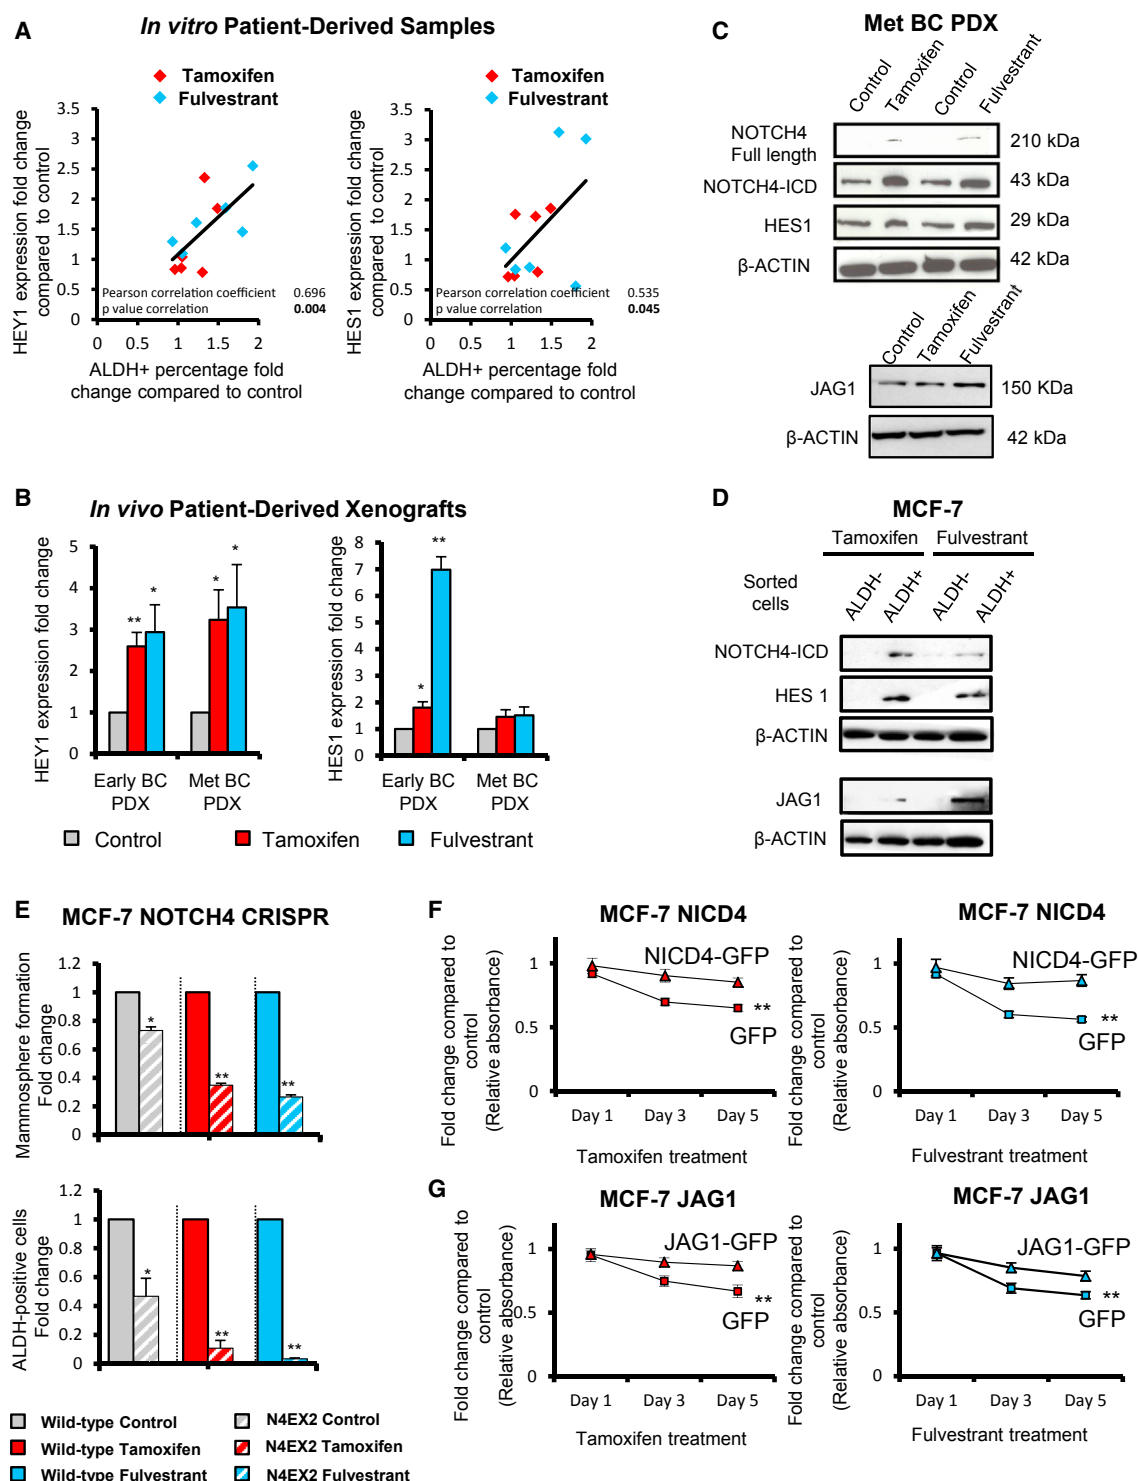 A
In vitro Patient-Derived Samples
Tamoxifen
Fulvestrant
HEY1 expression fold change
compared to control
3.5
3
2.5
2
1.5
1
0.5
0
Pearson correlation coefficient 0.696
p value correlation 0.004
0 0.5 1 1.5 2
ALDH+ percentage fold
change compared to control
Tamoxifen
Fulvestrant
HES1 expression fold change
compared to control
3.5
3
2.5
2
1.5
1
0.5
0
Pearson correlation coefficient 0.535
p value correlation 0.045
0 0.5 1 1.5 2
ALDH+ percentage fold
change compared to control
B
In vivo Patient-Derived Xenografts
HEY1 expression fold change
5
4
3
2
1
0
** * * *
Early BC
PDX
Met BC
PDX
HES1 expression fold change
8
7
6
5
4
3
2
1
0
* **
Early BC
PDX
Met BC
PDX
Control Tamoxifen Fulvestrant
C
Met BC PDX
Control Tamoxifen Control Fulvestrant
NOTCH4
Full length
210 kDa
NOTCH4-ICD 43 kDa
HES1 29 kDa
β-ACTIN 42 kDa
Control Tamoxifen Fulvestrant
JAG1 150 KDa
β-ACTIN 42 kDa
D
MCF-7
Tamoxifen Fulvestrant
Sorted
cells
ALDH- ALDH+ ALDH- ALDH+
NOTCH4-ICD
HES 1
β-ACTIN
JAG1
β-ACTIN
E
MCF-7 NOTCH4 CRISPR
Mammosphere formation
Fold change
1.2
1
0.8
0.6
0.4
0.2
0
* ** **
ALDH-positive cells
Fold change
1.2
1
0.8
0.6
0.4
0.2
0
* ** **
Wild-type Control N4EX2 Control
Wild-type Tamoxifen N4EX2 Tamoxifen
Wild-type Fulvestrant N4EX2 Fulvestrant
F
MCF-7 NICD4
Fold change compared to
control
(Relative absorbance)
1
0.5
0
NICD4-GFP
**
GFP
Day 1 Day 3 Day 5
Tamoxifen treatment
MCF-7 NICD4
Fold change compared to
control
(Relative absorbance)
1
0.5
0
NICD4-GFP
**
GFP
Day 1 Day 3 Day 5
Fulvestrant treatment
G
MCF-7 JAG1
Fold change compared to
control
(Relative absorbance)
1
0.5
0
JAG1-GFP
**
GFP
Day 1 Day 3 Day 5
Tamoxifen treatment
MCF-7 JAG1
Fold change compared to
control
(Relative absorbance)
1
0.5
0
JAG1-GFP
**
GFP
Day 1 Day 3 Day 5
Fulvestrant treatment